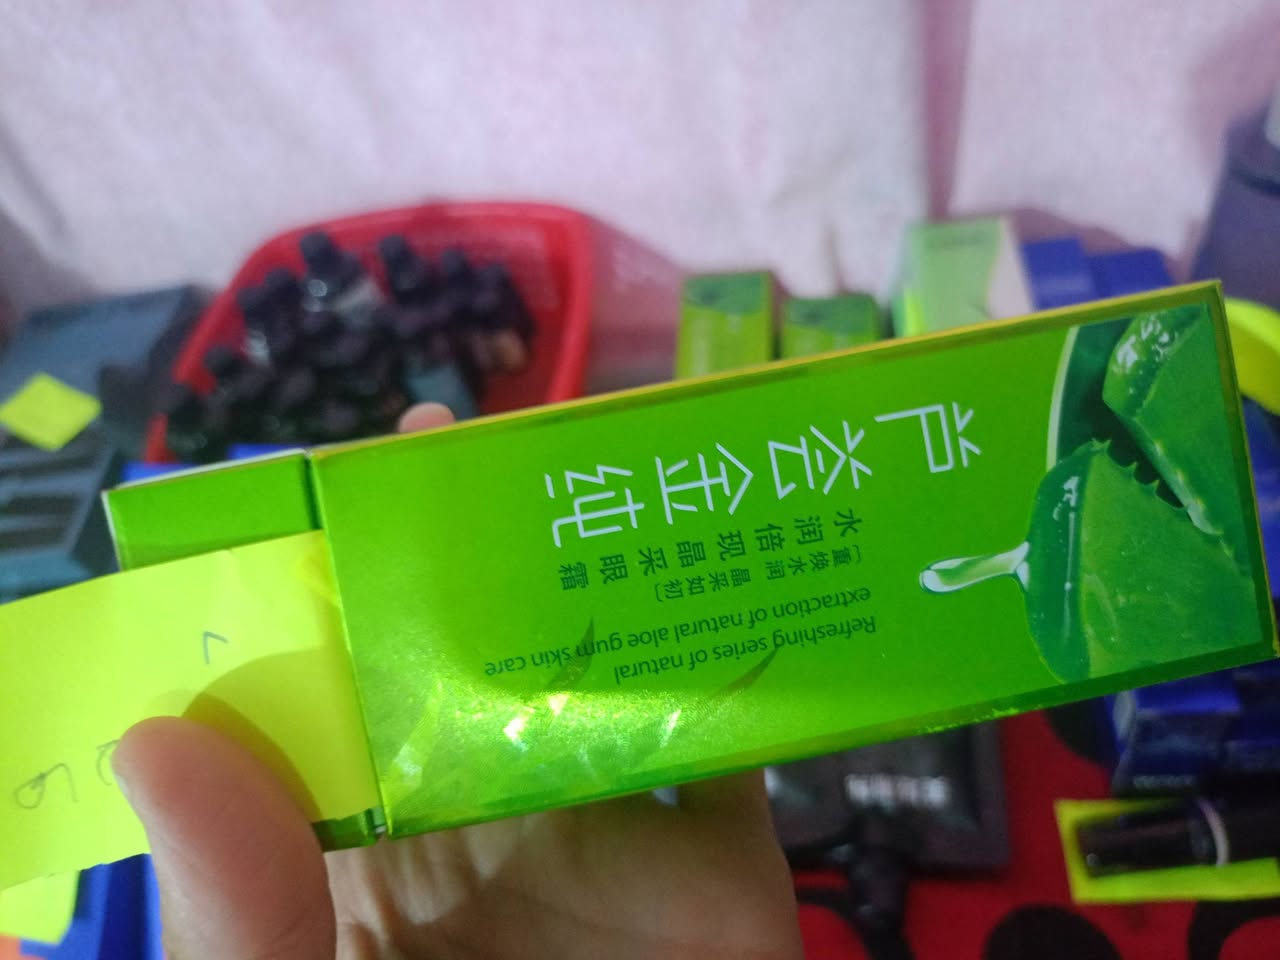 芦荟金纯
水润倍现晶采眼霜
〔重焕水润 晶采如初〕
Refreshing series of natural
extraction of natural aloe gum skin care